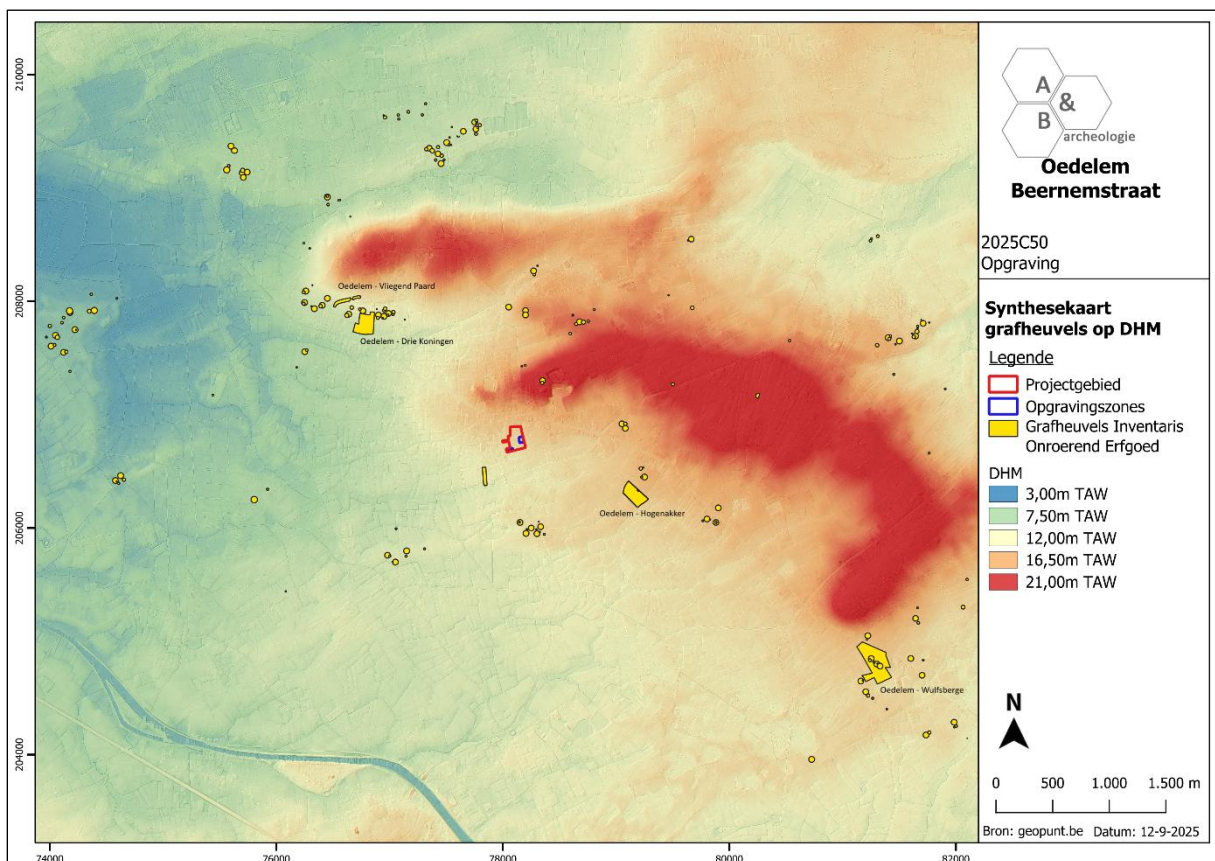 210000
208000
206000
204000
74000
76000
78000
80000
82000
Oedelem - Vliegend Paard
Oedelem - Drie Koningen
Oedelem - Hogenakker
Oedelem - Wulfsberge
A
&
B
archeologie
Oedelem
Beernemstraat
2025C50
Opgraving
Synthesekaart
grafheuvels op DHM
Legende
Projectgebied
Opgravingszones
Grafheuvels Inventaris
Onroerend Erfgoed
DHM
3,00m TAW
7,50m TAW
12,00m TAW
16,50m TAW
21,00m TAW
N
0 500 1.000 1.500 m
Bron: geopunt.be Datum: 12-9-2025